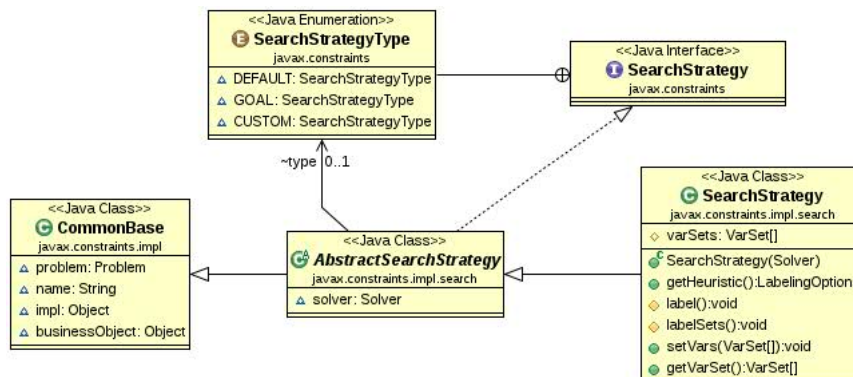 <<Java Enumeration>>
SearchStrategyType
javax.constraints
DEFAULT: SearchStrategyType
GOAL: SearchStrategyType
CUSTOM: SearchStrategyType
<<Java Interface>>
SearchStrategy
javax.constraints
~type 0..1
<<Java Class>>
CommonBase
javax.constraints.impl
problem: Problem
name: String
impl: Object
businessObject: Object
<<Java Class>>
AbstractSearchStrategy
javax.constraints.impl.search
solver: Solver
<<Java Class>>
SearchStrategy
javax.constraints.impl.search
varSets: VarSet[]
SearchStrategy(Solver)
getHeuristic():LabelingOption
label():void
labelSets():void
setVars(VarSet[]):void
getVarSet():VarSet[]